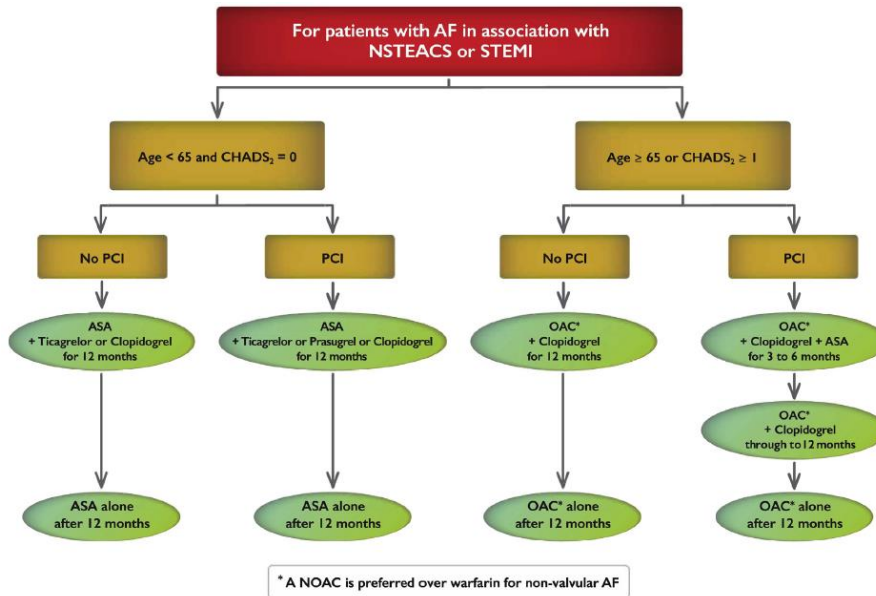 For patients with AF in association with
NSTEACS or STEMI
Age < 65 and CHADS₂ = 0
Age ≥ 65 or CHADS₂ ≥ 1
No PCI
PCI
No PCI
PCI
ASA
+ Ticagrelor or Clopidogrel
for 12 months
ASA
+ Ticagrelor or Prasugrel or Clopidogrel
for 12 months
OAC*
+ Clopidogrel
for 12 months
OAC*
+ Clopidogrel + ASA
for 3 to 6 months
OAC*
+ Clopidogrel
through to 12 months
ASA alone
after 12 months
ASA alone
after 12 months
OAC* alone
after 12 months
OAC* alone
after 12 months
* A NOAC is preferred over warfarin for non-valvular AF